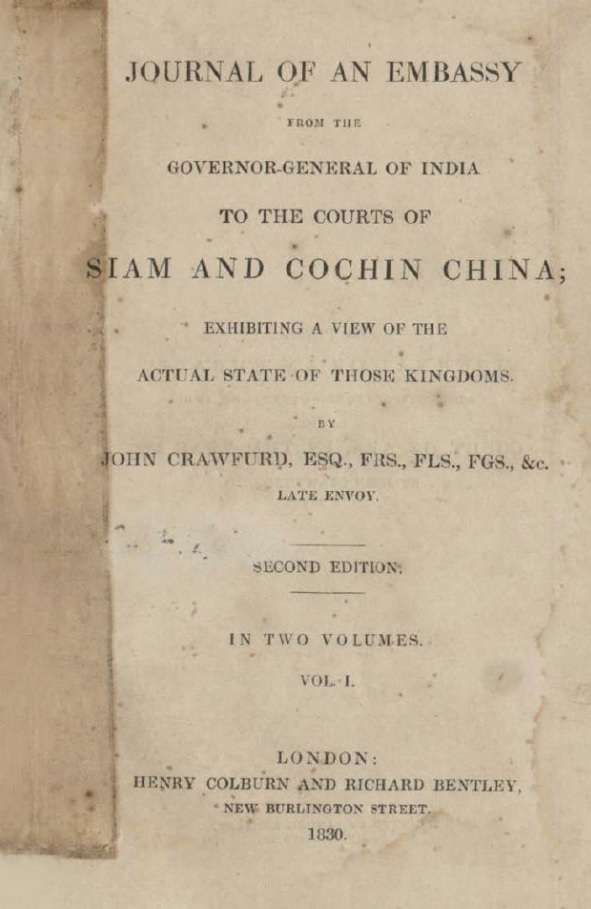 JOURNAL OF AN EMBASSY
FROM THE
GOVERNOR-GENERAL OF INDIA
TO THE COURTS OF
SIAM AND COCHIN CHINA;
EXHIBITING A VIEW OF THE
ACTUAL STATE OF THOSE KINGDOMS.
BY
JOHN CRAWFURD, ESQ., FRS., FLS., FGS., &c.
LATE ENVOY.
SECOND EDITION.
IN TWO VOLUMES.
VOL. I.
LONDON:
HENRY COLBURN AND RICHARD BENTLEY,
NEW BURLINGTON STREET.
1830.